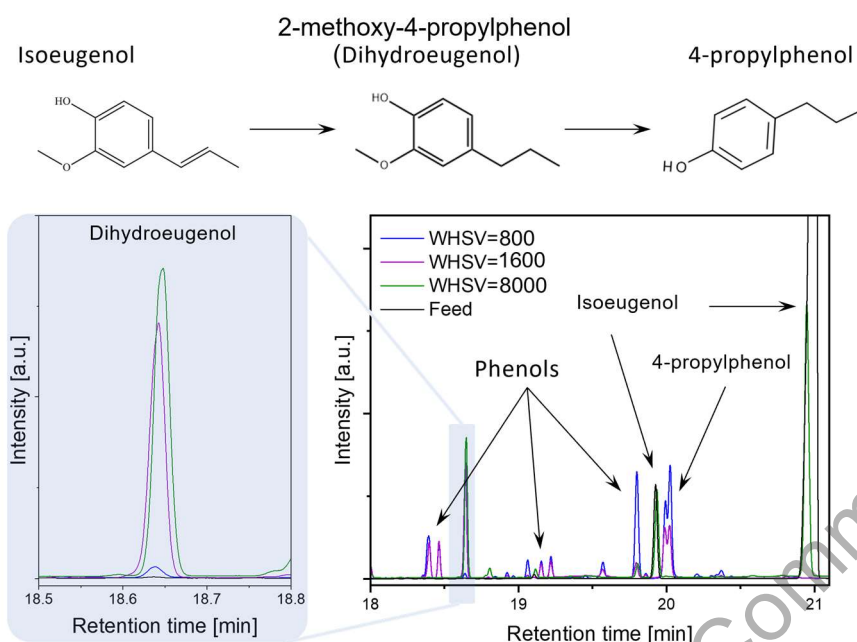 Isoeugenol
2-methoxy-4-propylphenol
(Dihydroeugenol)
4-propylphenol
HO
O
HO
O
HO
Dihydroeugenol
Intensity [a.u.]
18.5
18.6
18.7
18.8
Retention time [min]
WHSV=800
WHSV=1600
WHSV=8000
Feed
Isoeugenol
4-propylphenol
Phenols
Intensity [a.u.]
18
19
20
21
Retention time [min]
Comm